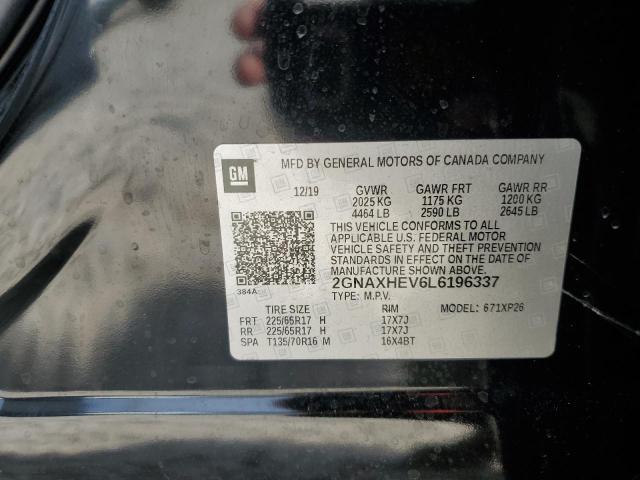 GM
MFD BY GENERAL MOTORS OF CANADA COMPANY
12/19 GVWR GAWR FRT GAWR RR
2025 KG 1175 KG 1200 KG
4464 LB 2590 LB 2645 LB
THIS VEHICLE CONFORMS TO ALL
APPLICABLE U.S. FEDERAL MOTOR
VEHICLE SAFETY AND THEFT PREVENTION
STANDARDS IN EFFECT ON THE DATE OF
MANUFACTURE SHOWN ABOVE.
384A
2GNAXHEV6L6196337
TYPE: M.P.V. MODEL: 671XP26
TIRE SIZE RIM
FRT 225/65R17 H 17X7J
RR 225/65R17 H 17X7J
SPA T135/70R16 M 16X4BT